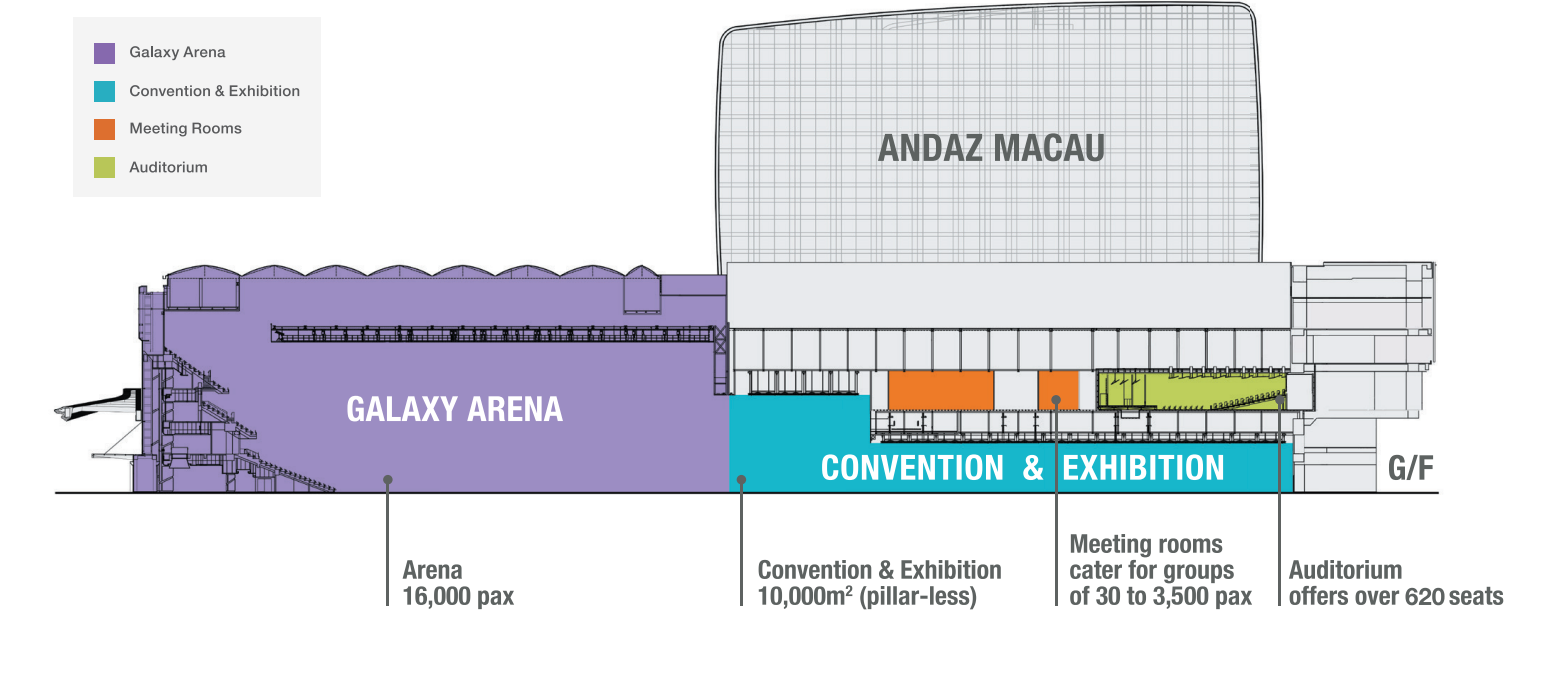 Galaxy Arena
Convention & Exhibition
Meeting Rooms
Auditorium
ANDAZ MACAU
GALAXY ARENA
CONVENTION & EXHIBITION
G/F
Arena
16,000 pax
Convention & Exhibition
10,000m² (pillar-less)
Meeting rooms
cater for groups
of 30 to 3,500 pax
Auditorium
offers over 620 seats